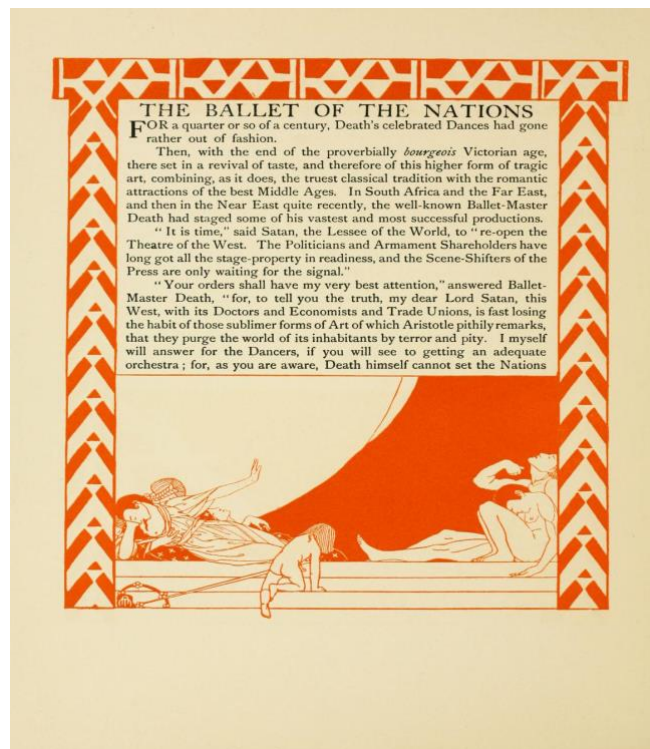 THE BALLET OF THE NATIONS
FOR a quarter or so of a century, Death's celebrated Dances had gone
rather out of fashion.
Then, with the end of the proverbially bourgeois Victorian age,
there set in a revival of taste, and therefore of this higher form of tragic
art, combining, as it does, the truest classical tradition with the romantic
attractions of the best Middle Ages. In South Africa and the Far East,
and then in the Near East quite recently, the well-known Ballet-Master
Death had staged some of his vastest and most successful productions.
" It is time," said Satan, the Lessee of the World, to " re-open the
Theatre of the West. The Politicians and Armament Shareholders have
long got all the stage-property in readiness, and the Scene-Shifters of the
Press are only waiting for the signal."
" Your orders shall have my very best attention," answered Ballet-
Master Death, " for, to tell you the truth, my dear Lord Satan, this
West, with its Doctors and Economists and Trade Unions, is fast losing
the habit of those sublimer forms of Art of which Aristotle pithily remarks,
that they purge the world of its inhabitants by terror and pity. I myself
will answer for the Dancers, if you will see to getting an adequate
orchestra ; for, as you are aware, Death himself cannot set the Nations